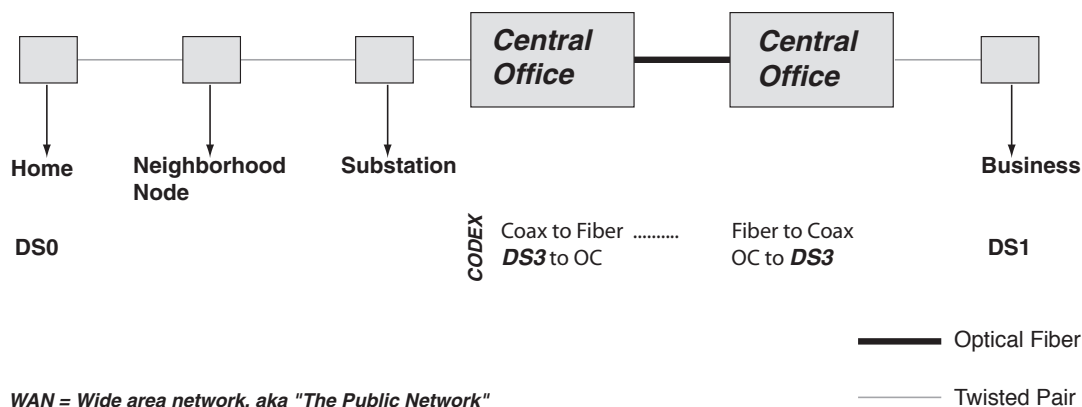 Central
Office
Central
Office
Home
Neighborhood
Node
Substation
Business
DS0
CODEX
Coax to Fiber ..........
DS3 to OC
Fiber to Coax
OC to DS3
DS1
Optical Fiber
Twisted Pair
WAN = Wide area network, aka "The Public Network"